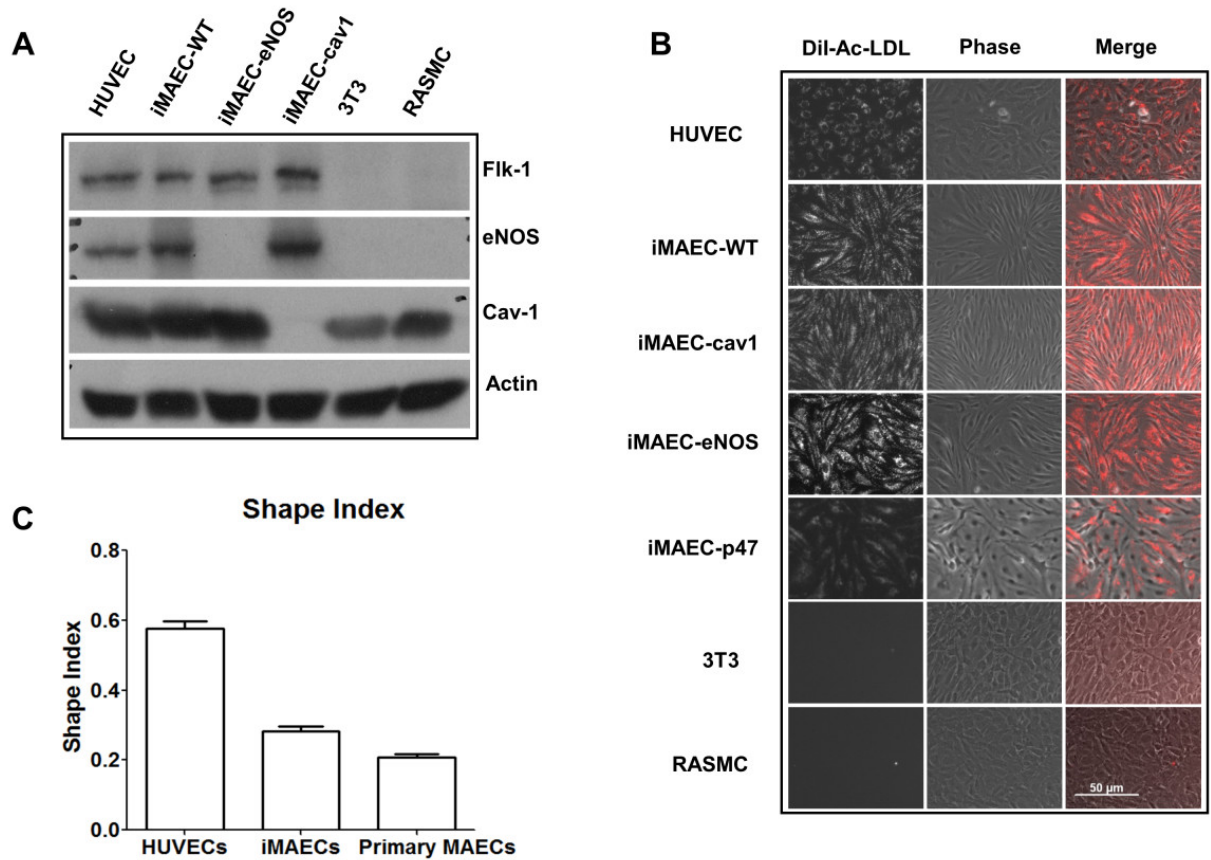 A
HUVEC
iMAEC-WT
iMAEC-eNOS
iMAEC-cav1
3T3
RASMC
Flk-1
eNOS
Cav-1
Actin
B
Dil-Ac-LDL Phase Merge
HUVEC
iMAEC-WT
iMAEC-cav1
iMAEC-eNOS
iMAEC-p47
3T3
RASMC
50 µm
C
Shape Index
Shape Index
0.8
0.6
0.4
0.2
0.0
HUVECs iMAECs Primary MAECs